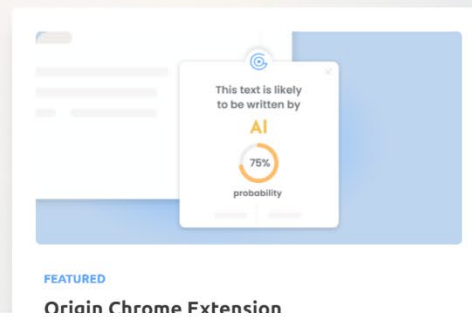 This text is likely
to be written by
AI
75%
probability
FEATURED
Origin Chrome Extension